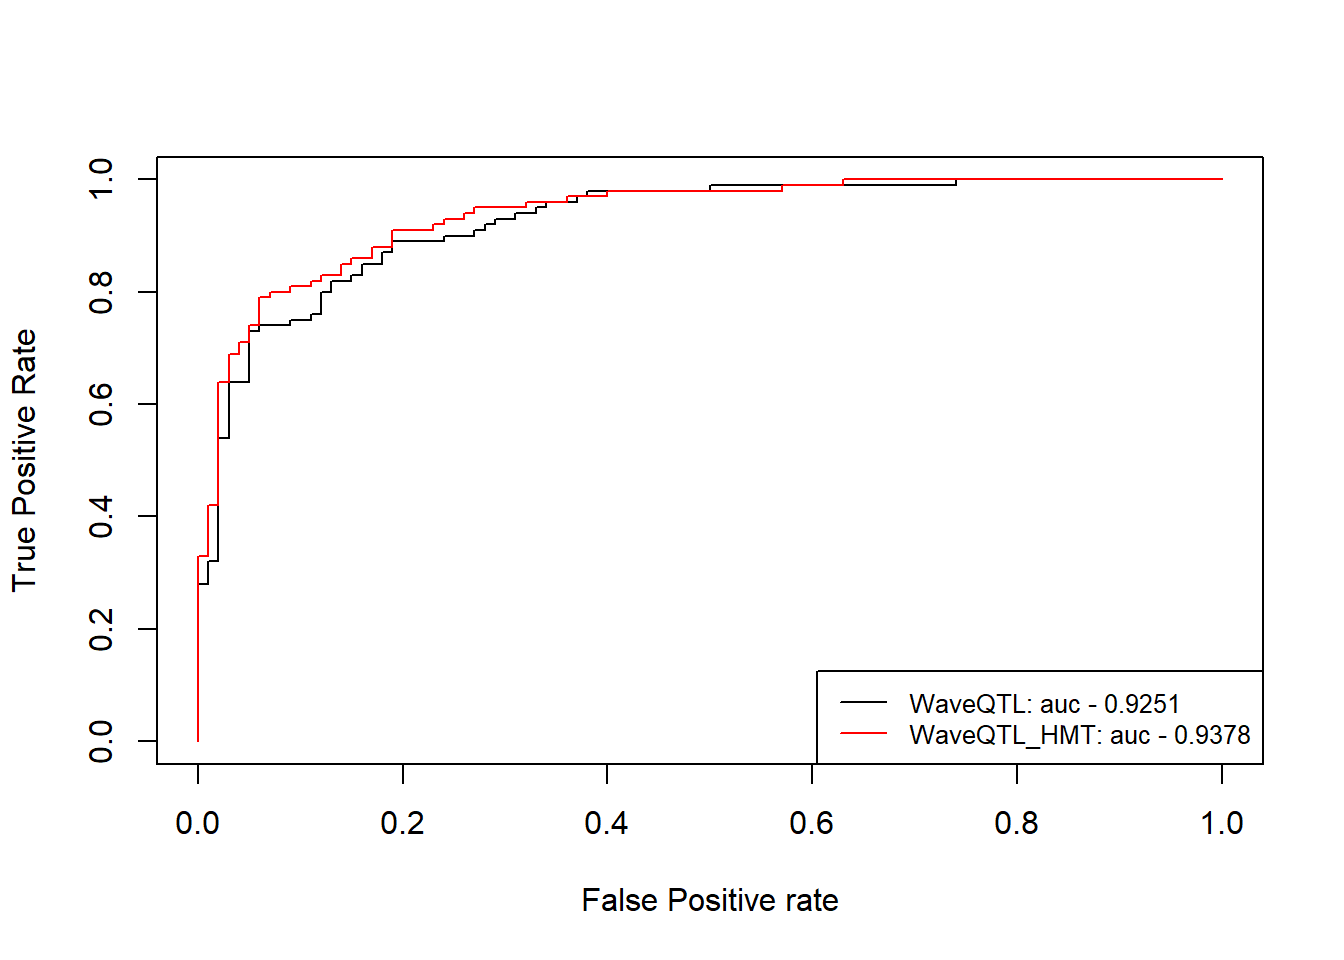 True Positive Rate
1.0
0.8
0.6
0.4
0.2
0.0
WaveQTL: auc - 0.9251
WaveQTL_HMT: auc - 0.9378
0.0 0.2 0.4 0.6 0.8 1.0
False Positive rate